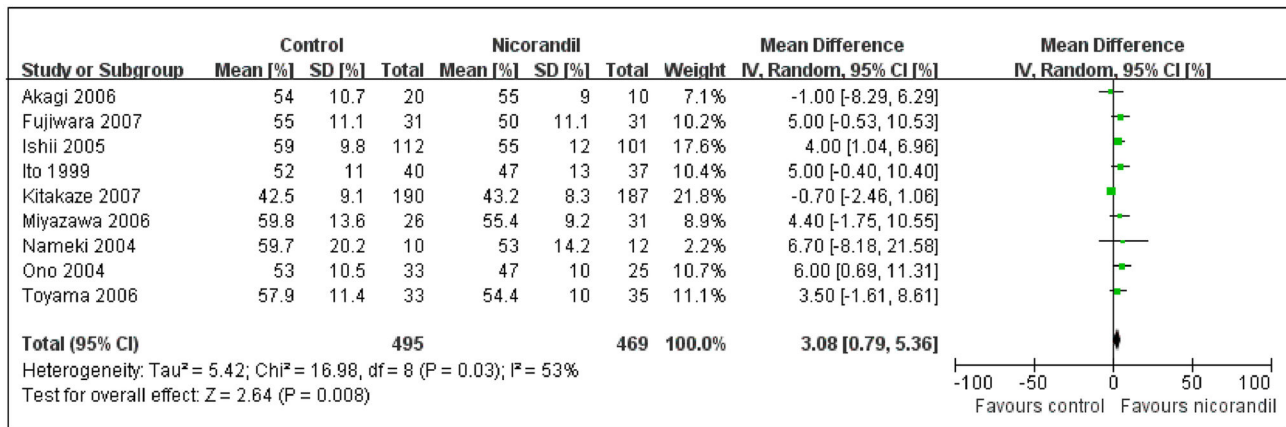 Control Nicorandil Mean Difference Mean Difference
Study or Subgroup Mean [%] SD [%] Total Mean [%] SD [%] Total Weight IV, Random, 95% CI [%] IV, Random, 95% CI [%]
Akagi 2006 54 10.7 20 55 9 10 7.1% -1.00 [-8.29, 6.29]
Fujiwara 2007 55 11.1 31 50 11.1 31 10.2% 5.00 [-0.53, 10.53]
Ishii 2005 59 9.8 112 55 12 101 17.6% 4.00 [1.04, 6.96]
Ito 1999 52 11 40 47 13 37 10.4% 5.00 [-0.40, 10.40]
Kitakaze 2007 42.5 9.1 190 43.2 8.3 187 21.8% -0.70 [-2.46, 1.06]
Miyazawa 2006 59.8 13.6 26 55.4 9.2 31 8.9% 4.40 [-1.75, 10.55]
Nameki 2004 59.7 20.2 10 53 14.2 12 2.2% 6.70 [-8.18, 21.58]
Ono 2004 53 10.5 33 47 10 25 10.7% 6.00 [0.69, 11.31]
Toyama 2006 57.9 11.4 33 54.4 10 35 11.1% 3.50 [-1.61, 8.61]
Total (95% CI) 495 469 100.0% 3.08 [0.79, 5.36]
Heterogeneity: Tau² = 5.42; Chi² = 16.98, df = 8 (P = 0.03); I² = 53%
Test for overall effect: Z = 2.64 (P = 0.008)
-100 -50 0 50 100
Favours control Favours nicorandil